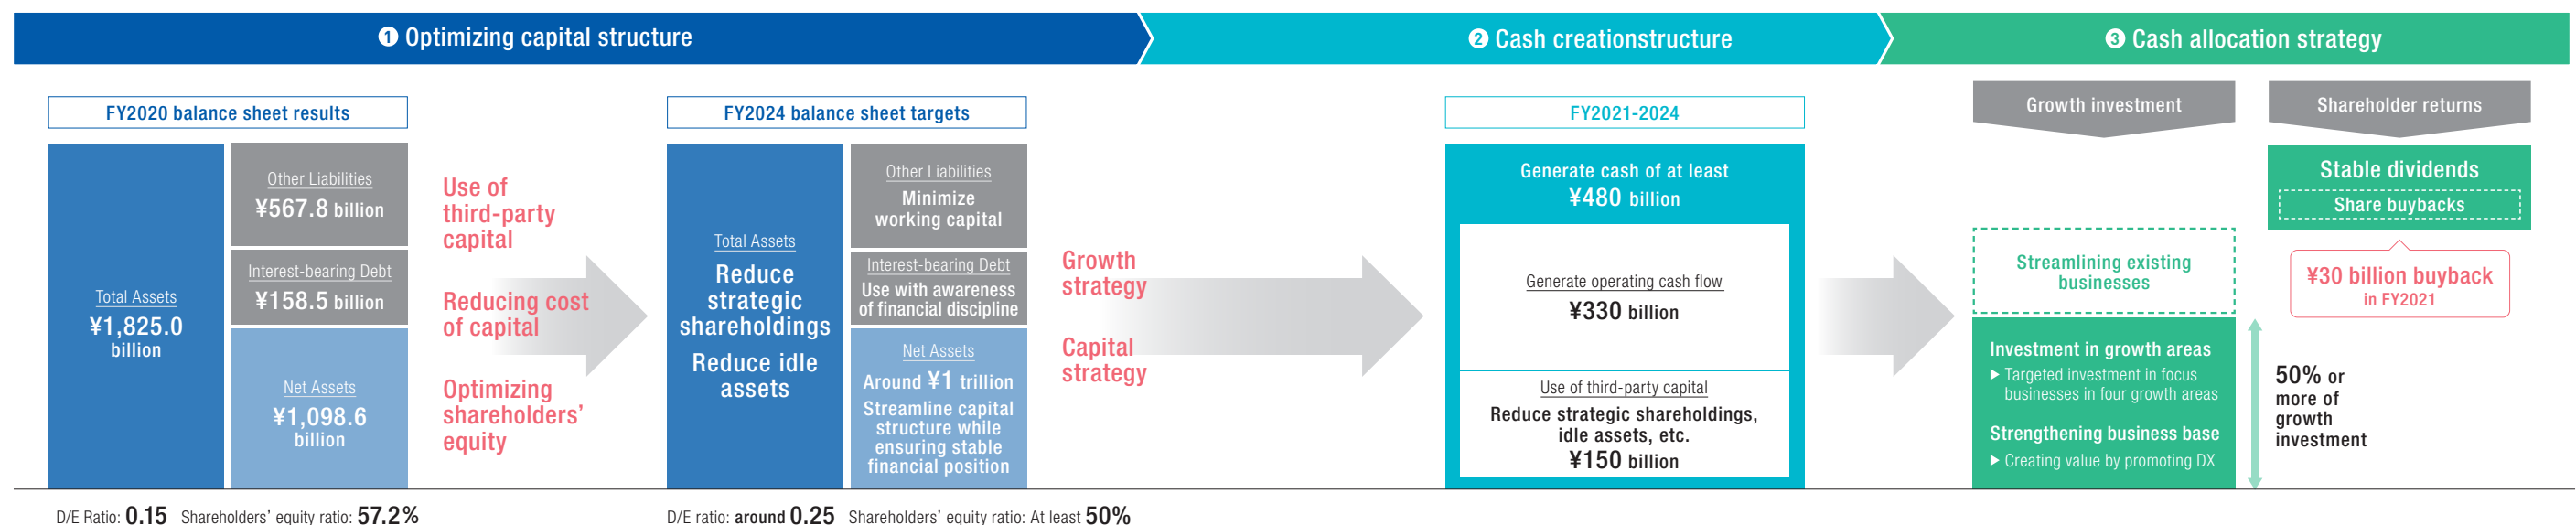 ❶ Optimizing capital structure
❷ Cash creationstructure
❸ Cash allocation strategy
FY2020 balance sheet results
Total Assets
¥1,825.0
billion
Other Liabilities
¥567.8 billion
Interest-bearing Debt
¥158.5 billion
Net Assets
¥1,098.6
billion
D/E Ratio: 0.15 Shareholders’ equity ratio: 57.2%
Use of
third-party
capital
Reducing cost
of capital
Optimizing
shareholders’
equity
FY2024 balance sheet targets
Total Assets
Reduce
strategic
shareholdings
Reduce idle
assets
Other Liabilities
Minimize
working capital
Interest-bearing Debt
Use with awareness
of financial discipline
Net Assets
Around ¥1 trillion
Streamline capital
structure while
ensuring stable
financial position
D/E ratio: around 0.25 Shareholders’ equity ratio: At least 50%
Growth
strategy
Capital
strategy
FY2021-2024
Generate cash of at least
¥480 billion
Generate operating cash flow
¥330 billion
Use of third-party capital
Reduce strategic shareholdings,
idle assets, etc.
¥150 billion
Growth investment
Streamlining existing
businesses
Investment in growth areas
▶ Targeted investment in focus
businesses in four growth areas
Strengthening business base
▶ Creating value by promoting DX
50% or
more of
growth
investment
Shareholder returns
Stable dividends
Share buybacks
¥30 billion buyback
in FY2021